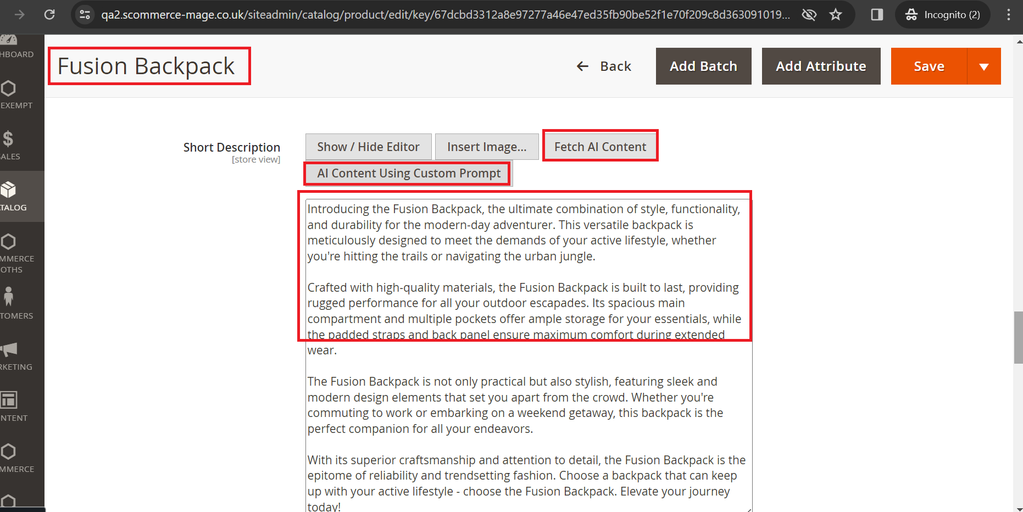 qa2.scommerce-mage.co.uk/siteadmin/catalog/product/edit/key/67dcbd3312a8e97277a46e47ed35fb90be52f1e70f209c8d363091019...
Incognito (2)
HBOARD
Fusion Backpack
Back
Add Batch
Add Attribute
Save
EXEMPT
Short Description
[store view]
Show / Hide Editor
Insert Image...
Fetch AI Content
ALES
AI Content Using Custom Prompt
TALOG
Introducing the Fusion Backpack, the ultimate combination of style, functionality,
and durability for the modern-day adventurer. This versatile backpack is
meticulously designed to meet the demands of your active lifestyle, whether
you're hitting the trails or navigating the urban jungle.
MMERCE
OTHS
Crafted with high-quality materials, the Fusion Backpack is built to last, providing
rugged performance for all your outdoor escapades. Its spacious main
compartment and multiple pockets offer ample storage for your essentials, while
the padded straps and back panel ensure maximum comfort during extended
wear.
TOMERS
RKETING
The Fusion Backpack is not only practical but also stylish, featuring sleek and
modern design elements that set you apart from the crowd. Whether you're
commuting to work or embarking on a weekend getaway, this backpack is the
perfect companion for all your endeavors.
NTENT
With its superior craftsmanship and attention to detail, the Fusion Backpack is the
epitome of reliability and trendsetting fashion. Choose a backpack that can keep
up with your active lifestyle - choose the Fusion Backpack. Elevate your journey
today!
MMERCE